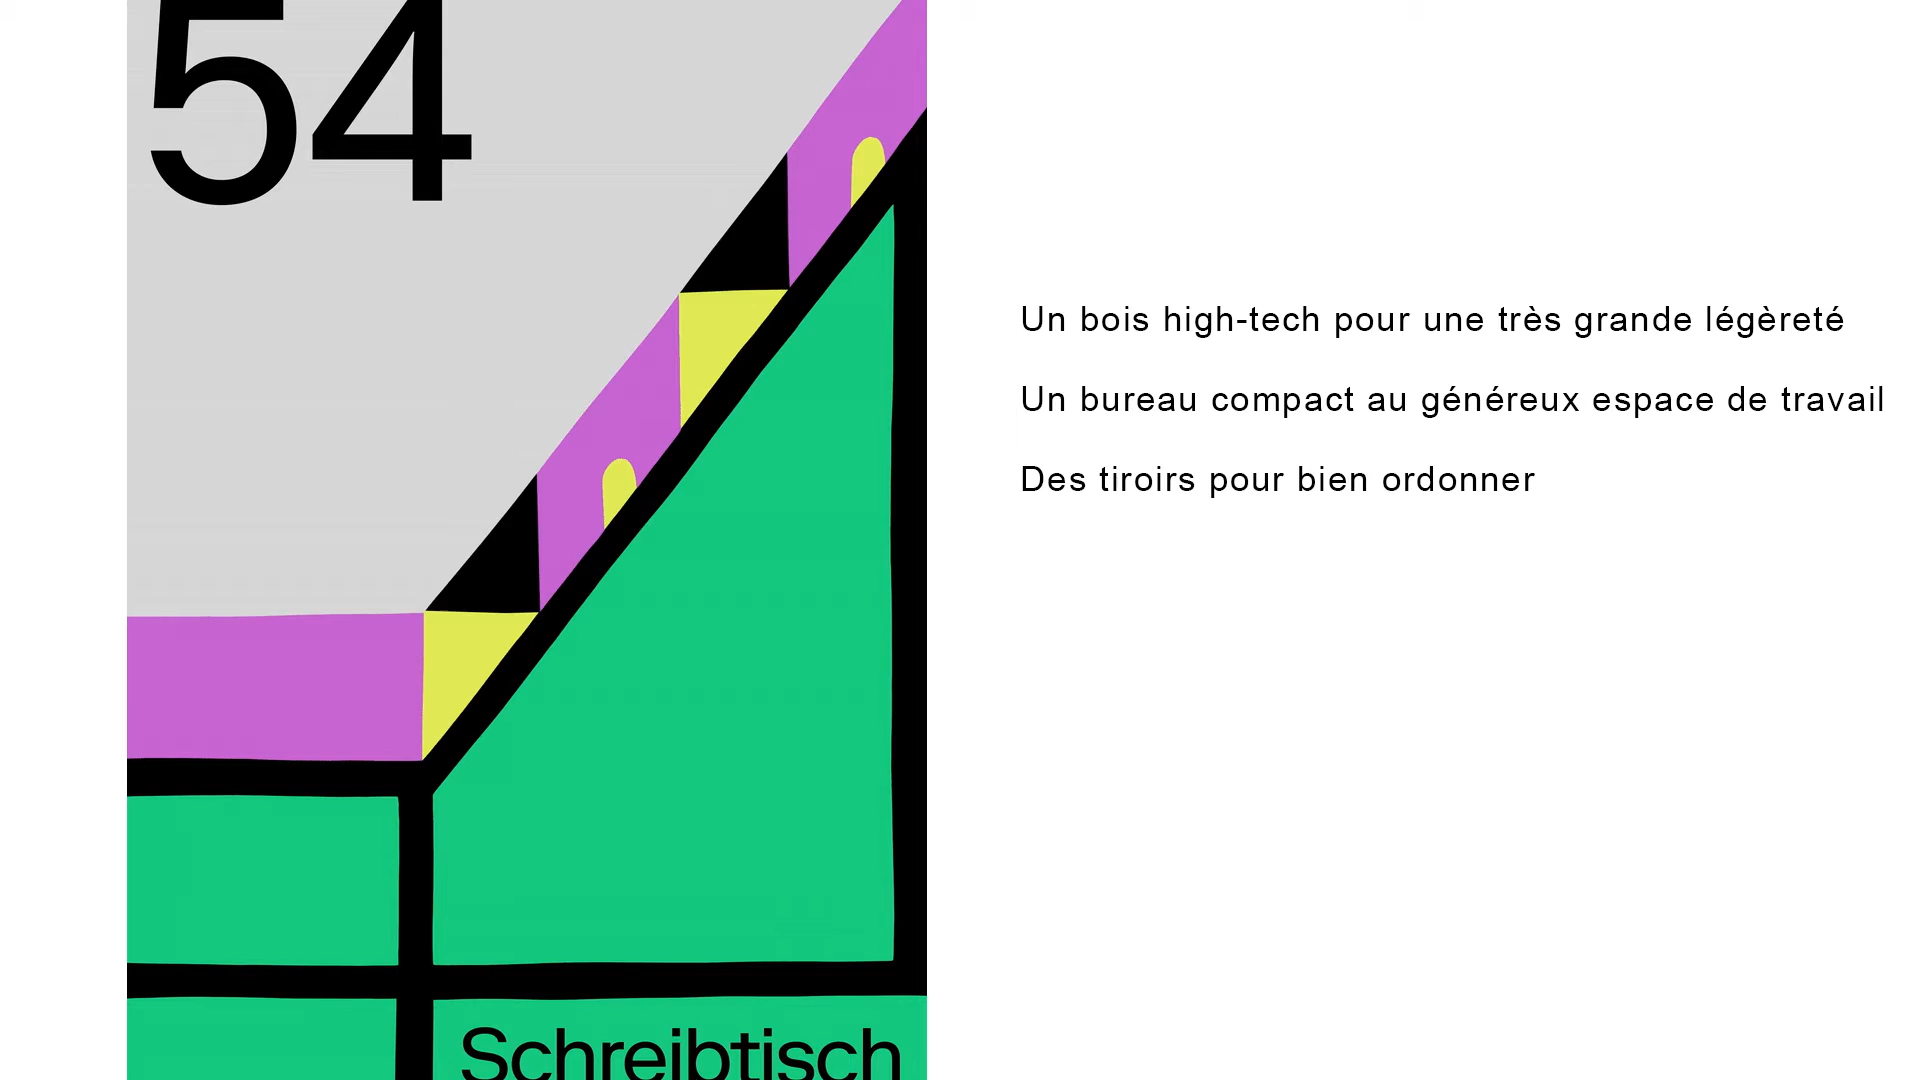 54
Un bois high-tech pour une très grande légèreté
Un bureau compact au généreux espace de travail
Des tiroirs pour bien ordonner
Schreibtisch